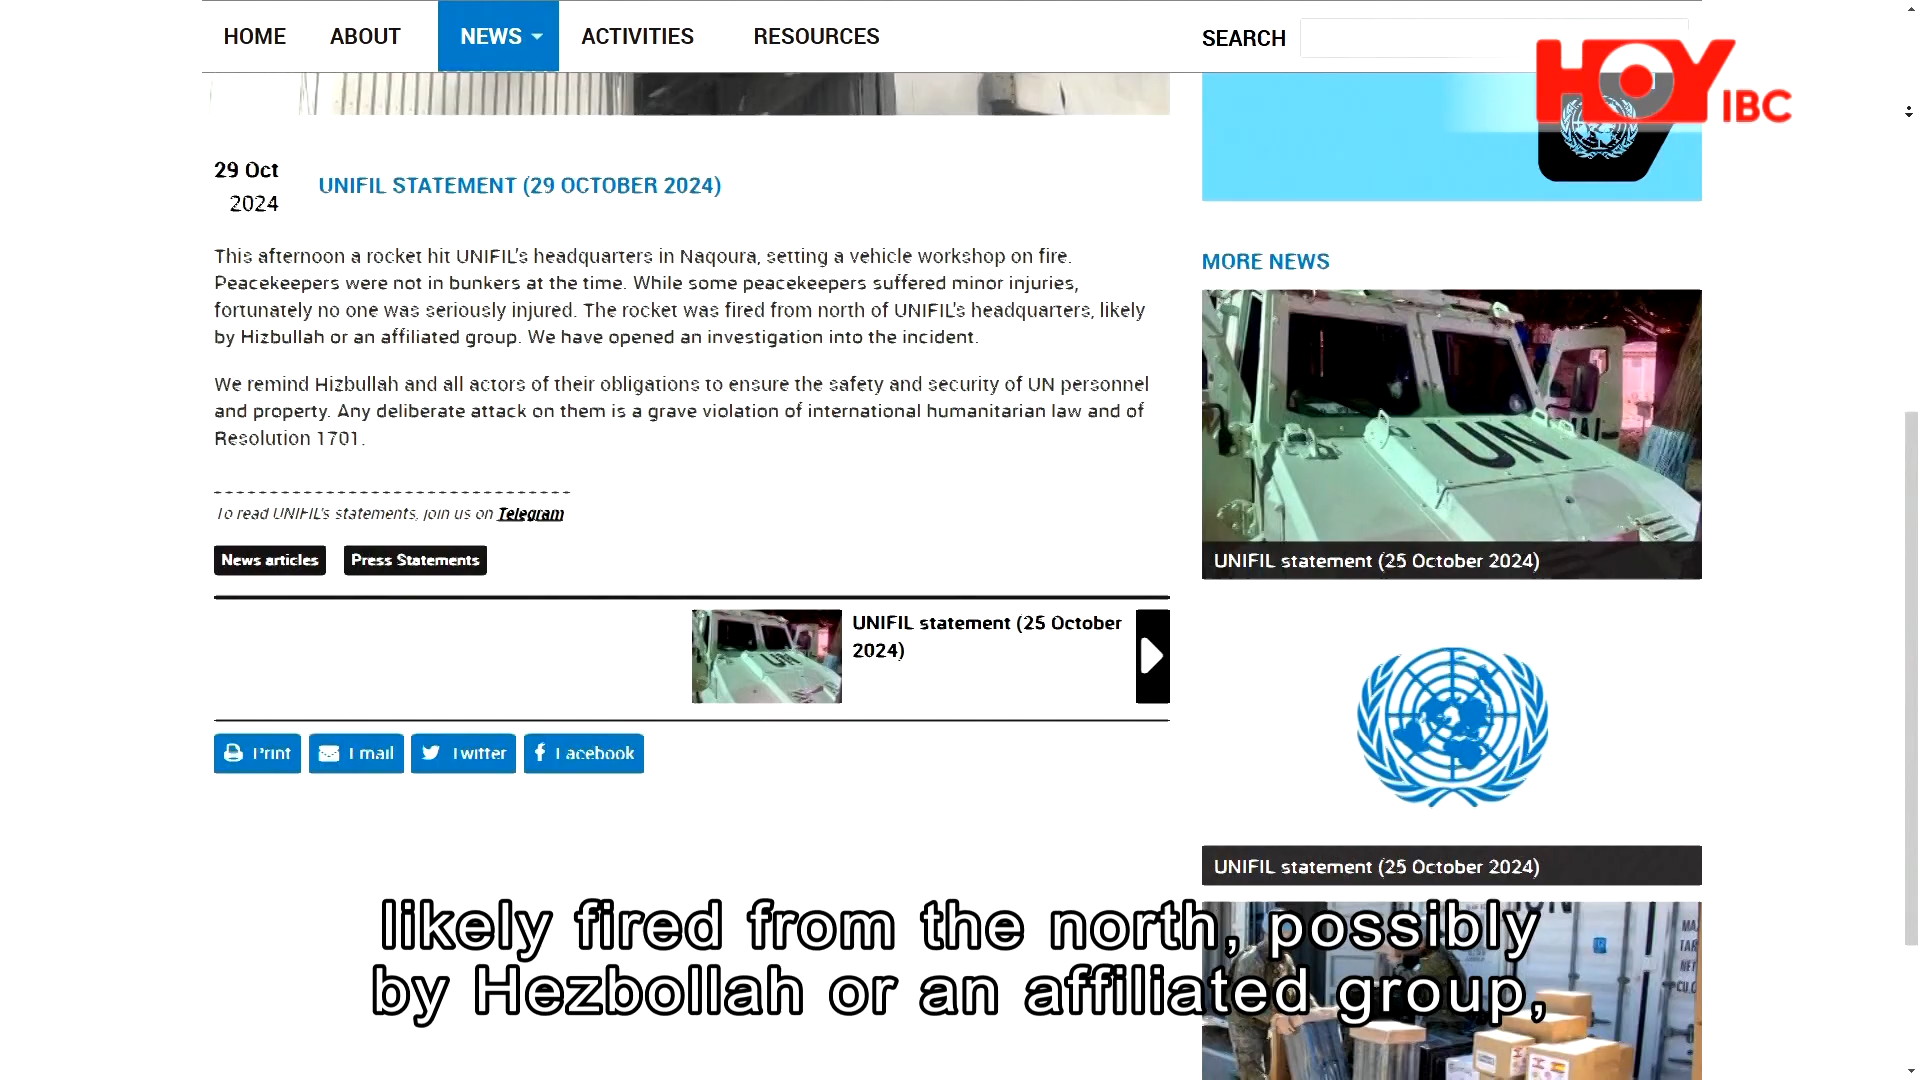 HOME ABOUT NEWS ACTIVITIES RESOURCES SEARCH
HOY IBC
29 Oct
2024
UNIFIL STATEMENT (29 OCTOBER 2024)
This afternoon a rocket hit UNIFIL's headquarters in Naqoura, setting a vehicle workshop on fire.
Peacekeepers were not in bunkers at the time. While some peacekeepers suffered minor injuries,
fortunately no one was seriously injured. The rocket was fired from north of UNIFIL's headquarters, likely
by Hizbullah or an affiliated group. We have opened an investigation into the incident.
We remind Hizbullah and all actors of their obligations to ensure the safety and security of UN personnel
and property. Any deliberate attack on them is a grave violation of international humanitarian law and of
Resolution 1701.
To read UNIFIL's statements, join us on Telegram
News articles Press Statements
UN
UNIFIL statement (25 October
2024)
Print Email Twitter Facebook
MORE NEWS
UN
UNIFIL statement (25 October 2024)
UNIFIL statement (25 October 2024)
likely fired from the north, possibly
by Hezbollah or an affiliated group,